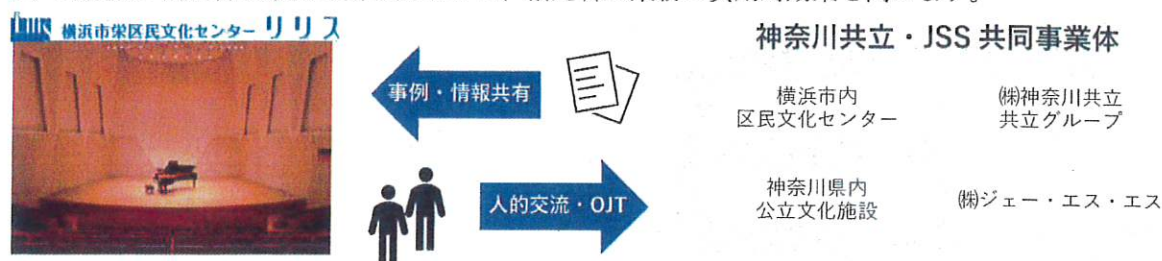 Lilis 横浜市栄区民文化センター リリス
神奈川共立・JSS 共同事業体
事例・情報共有
横浜市内
区民文化センター
㈱神奈川共立
共立グループ
人的交流・OJT
神奈川県内
公立文化施設
㈱ジェー・エス・エス